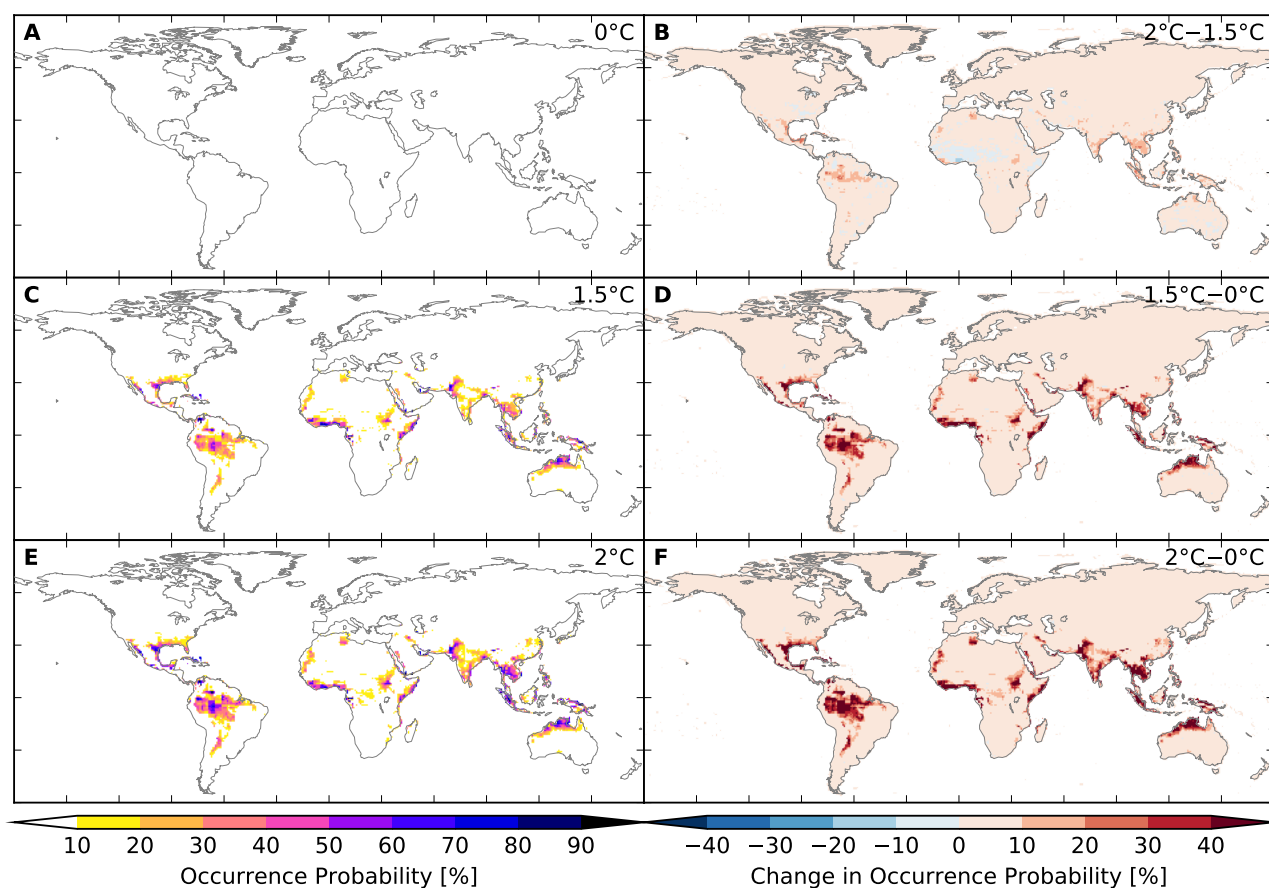 A 0°C
B 2°C−1.5°C
C 1.5°C
D 1.5°C−0°C
E 2°C
F 2°C−0°C
10 20 30 40 50 60 70 80 90
Occurrence Probability [%]
−40 −30 −20 −10 0 10 20 30 40
Change in Occurrence Probability [%]